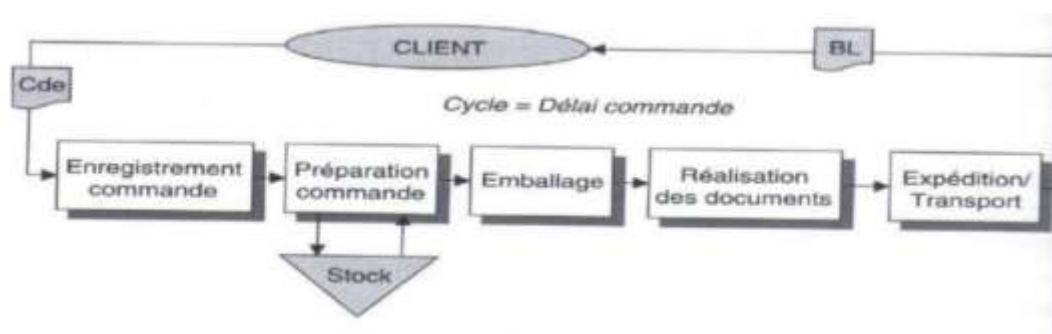 CLIENT
BL
Cde
Cycle = Délai commande
Enregistrement
commande
Préparation
commande
Emballage
Réalisation
des documents
Expédition/
Transport
Stock